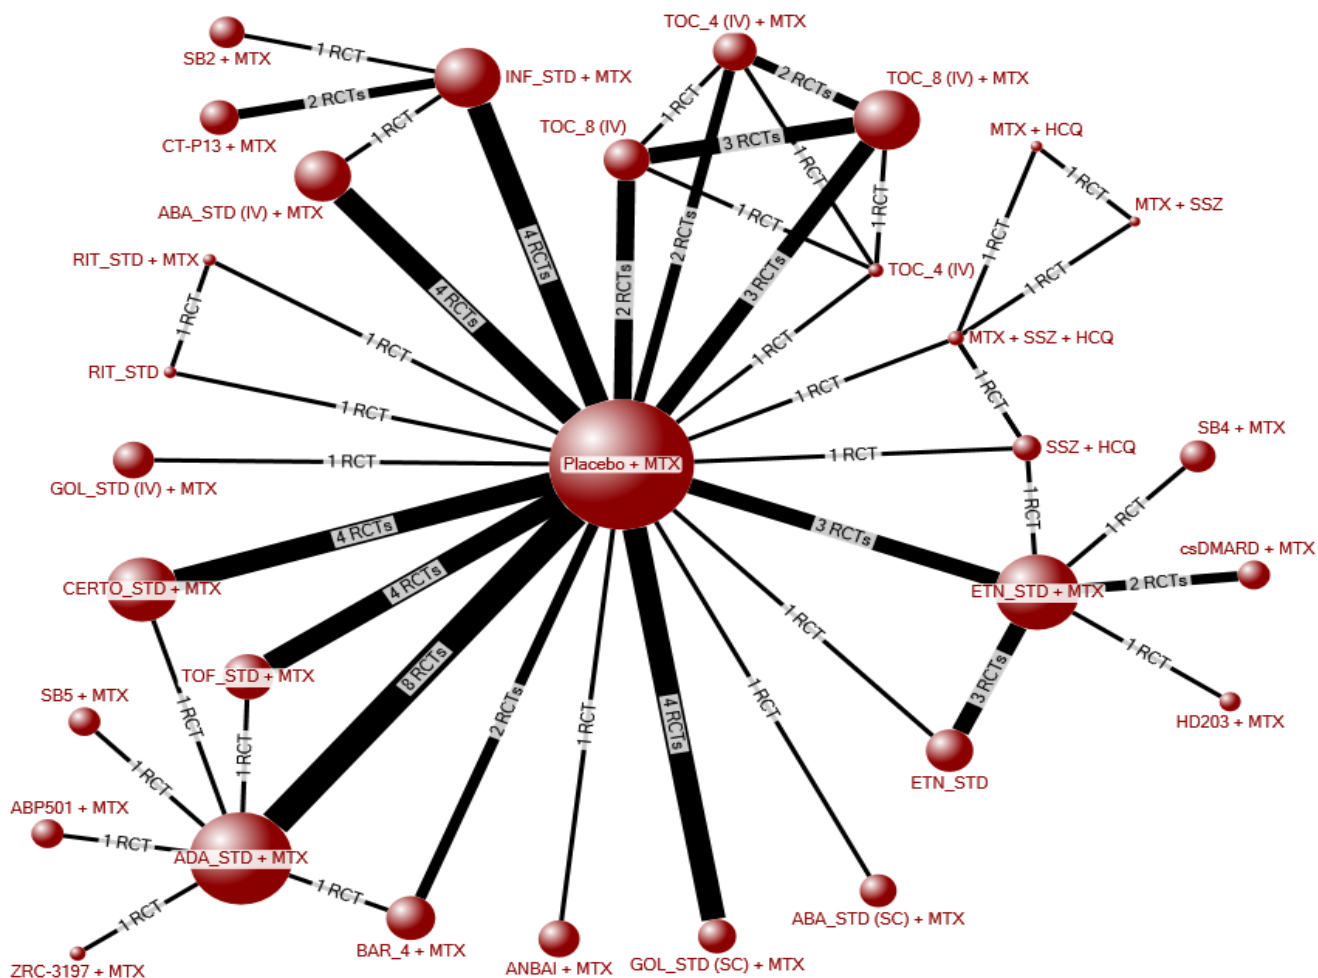 TOC_4 (IV) + MTX
SB2 + MTX
1 RCT
INF_STD + MTX
2 RCTs
TOC_8 (IV) + MTX
2 RCTs
1 RCT
CT-P13 + MTX
1 RCT
TOC_8 (IV)
3 RCTs
MTX + HCQ
1 RCT
1 RCT
ABA_STD (IV) + MTX
1 RCT
1 RCT
1 RCT
MTX + SSZ
2 RCTs
4 RCTs
1 RCT
RIT_STD + MTX
TOC_4 (IV)
1 RCT
3 RCTs
2 RCTs
4 RCTs
1 RCT
1 RCT
1 RCT
MTX + SSZ + HCQ
RIT_STD
1 RCT
1 RCT
1 RCT
SB4 + MTX
SSZ + HCQ
1 RCT
1 RCT
Placebo + MTX
GOL_STD (IV) + MTX
1 RCT
1 RCT
4 RCTs
3 RCTs
csDMARD + MTX
2 RCTs
4 RCTs
CERTO_STD + MTX
ETN_STD + MTX
1 RCT
1 RCT
TOF_STD + MTX
8 RCTs
3 RCTs
SB5 + MTX
1 RCT
1 RCT
2 RCTs
1 RCT
4 RCTs
1 RCT
HD203 + MTX
1 RCT
ETN_STD
ABP501 + MTX
1 RCT
ADA_STD + MTX
1 RCT
1 RCT
ABA_STD (SC) + MTX
BAR_4 + MTX
ANBAI + MTX
GOL_STD (SC) + MTX
ZRC-3197 + MTX